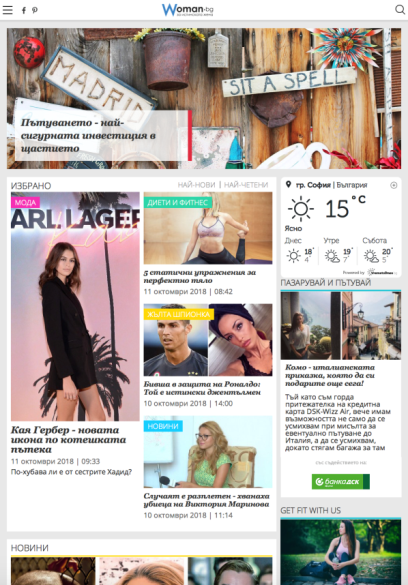 Woman.bg
MADRID
SIT A SPELL
Пътуването - най-
сигурната инвестиция в
щастието
ИЗБРАНО
НАЙ-НОВИ | НАЙ-ЧЕТЕНИ
МОДА
ARL LAGER
Кая Гербер - новата
икона по котешката
пътека
11 октомври 2018 | 09:33
По-хубава ли е от сестрите Хадид?
ДИЕТИ И ФИТНЕС
5 статични упражнения за
перфектно тяло
11 октомври 2018 | 08:42
ЖЪЛТА ШПИОНКА
Бивша в защита на Роналдо:
Той е истински джентълмен
10 октомври 2018 | 14:00
НОВИНИ
Случаят е разплетен - хванаха
убиеца на Виктория Маринова
10 октомври 2018 | 11:14
гр. София | България
15 °C
Ясно
Днес Утре Събота
18° 19° 20°
4° 7° 5°
Powered by
ПАЗАРУВАЙ И ПЪТУВАЙ
Комо - италианската
приказка, която да си
подарите още сега!
Тъй като съм горда
притежателка на кредитна
карта DSK-Wizz Air, вече имам
възможността не само да се
усмихвам при мисълта за
евентуално пътуване до
Италия, а да се усмихвам,
докато стягам багажа за там
СЪС СЪДЕЙСТВИЕТО НА:
банкадск
GET FIT WITH US
НОВИНИ